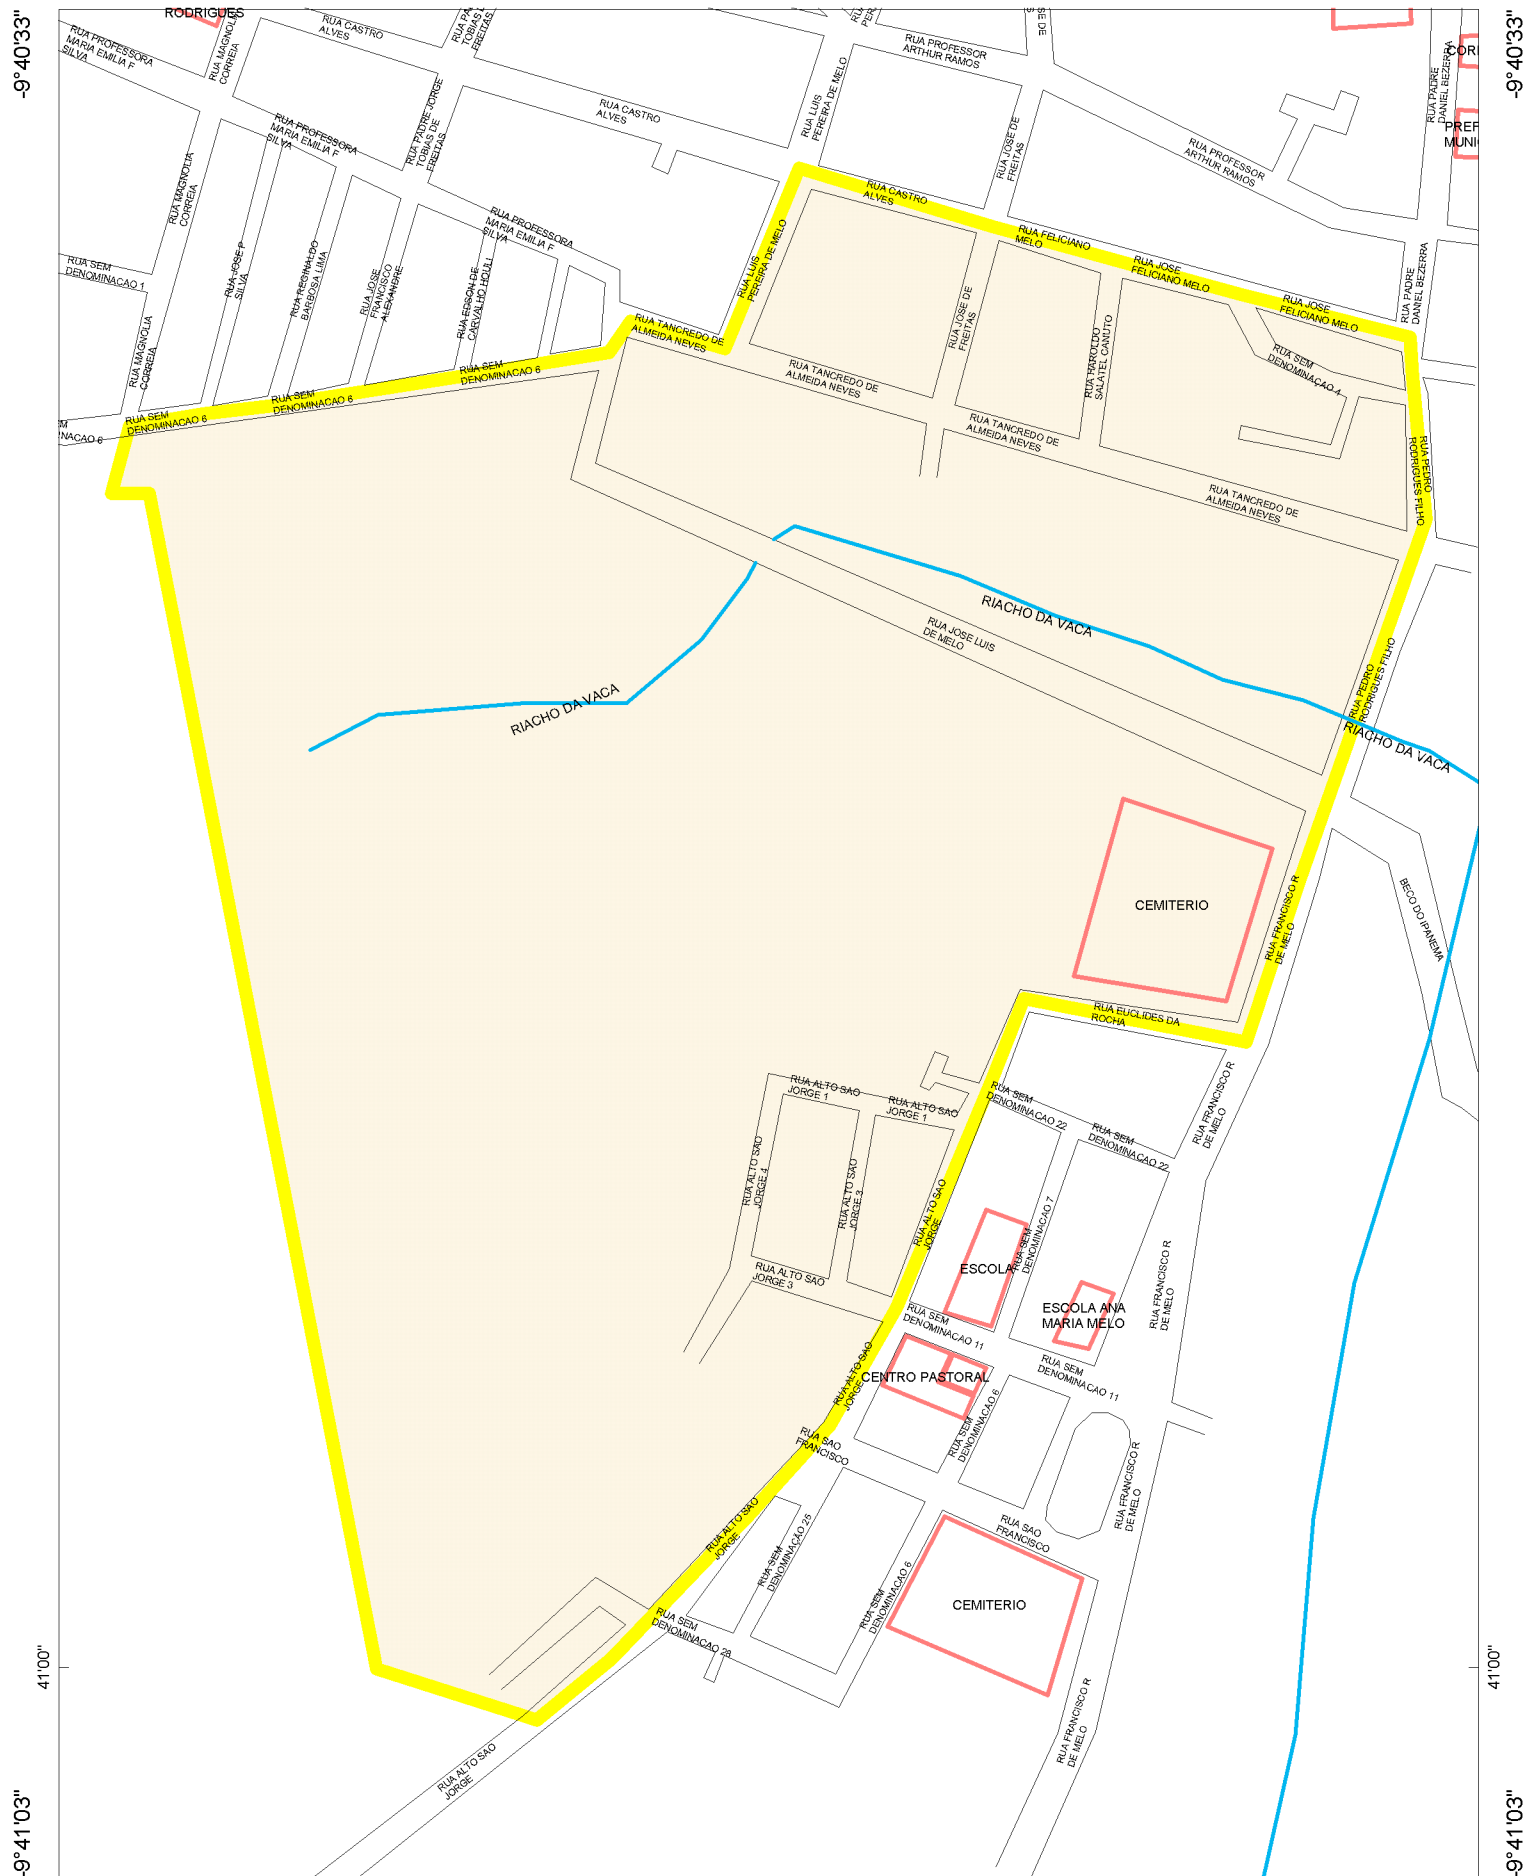 -9°40'33"
-9°40'33"
RODRIGUES
RUA CASTRO
ALVES
RUA PROFESSORA
MARIA EMILIA F
SILVA
RUA MAGNOLIA
CORREIA
TOBIAS D
FREITAS
RUA PROFESSOR
ARTHUR RAMOS
SE DE
RUA PADRE
DANIEL BEZERRA
PREF
MUNI
RUA CASTRO
ALVES
RUA LUIS
PEREIRA DE MELO
RUA PROFESSORA
MARIA EMILIA F
SILVA
RUA PADRE JORGE
TOBIAS DE
FREITAS
RUA JOSE DE
FREITAS
RUA PROFESSOR
ARTHUR RAMOS
RUA MAGNOLIA
CORREIA
RUA CASTRO
ALVES
RUA PROFESSORA
MARIA EMILIA F
SILVA
RUA FELICIANO
MELO
RUA LUIS
PEREIRA DE MELO
RUA SEM
DENOMINACAO 1
RUA JOSE P
SILVA
RUA REGINALDO
BARBOSA LIMA
RUA JOSE
FRANCISCO
ALEXANDRE
RUA EDSON DE
CARVALHO HOULI
RUA JOSE
FELICIANO MELO
RUA JOSE
FELICIANO MELO
RUA PADRE
DANIEL BEZERRA
RUA TANCREDO DE
ALMEIDA NEVES
RUA JOSE DE
FREITAS
RUA HAROLDO
SALATEL CANUTO
RUA SEM
DENOMINACAO 4
RUA MAGNOLIA
CORREIA
RUA SEM
DENOMINACAO 6
RUA TANCREDO DE
ALMEIDA NEVES
RUA SEM
DENOMINACAO 6
RUA SEM
DENOMINACAO 6
M
NACAO 6
RUA TANCREDO DE
ALMEIDA NEVES
RUA PEDRO
RODRIGUES FILHO
RUA TANCREDO DE
ALMEIDA NEVES
RIACHO DA VACA
RUA JOSE LUIS
DE MELO
RUA PEDRO
RODRIGUES FILHO
RIACHO DA VACA
RIACHO DA VACA
CEMITERIO
RUA FRANCISCO R
DE MELO
BECO DO IPANEMA
RUA EUCLIDES DA
ROCHA
RUA ALTO SAO
JORGE 1
RUA ALTO SAO
JORGE 1
RUA SEM
DENOMINACAO 22
RUA SEM
DENOMINACAO 22
RUA FRANCISCO R
DE MELO
RUA ALTO SAO
JORGE 4
RUA ALTO SAO
JORGE 3
RUA ALTO SAO
JORGE
RUA SEM
DENOMINACAO 7
ESCOLA
RUA ALTO SAO
JORGE 3
RUA FRANCISCO R
DE MELO
ESCOLA ANA
MARIA MELO
RUA SEM
DENOMINACAO 11
RUA ALTO SAO
JORGE
CENTRO PASTORAL
RUA SEM
DENOMINACAO 11
RUA SEM
DENOMINACAO 6
RUA SAO
FRANCISCO
RUA FRANCISCO R
DE MELO
RUA ALTO SAO
JORGE
RUA SEM
DENOMINAÇÃO 25
RUA SAO
FRANCISCO
RUA SEM
DENOMINACAO 6
CEMITERIO
RUA SEM
DENOMINACAO 28
41'00"
41'00"
RUA FRANCISCO R
DE MELO
RUA ALTO SAO
JORGE
-9°41'03"
-9°41'03"